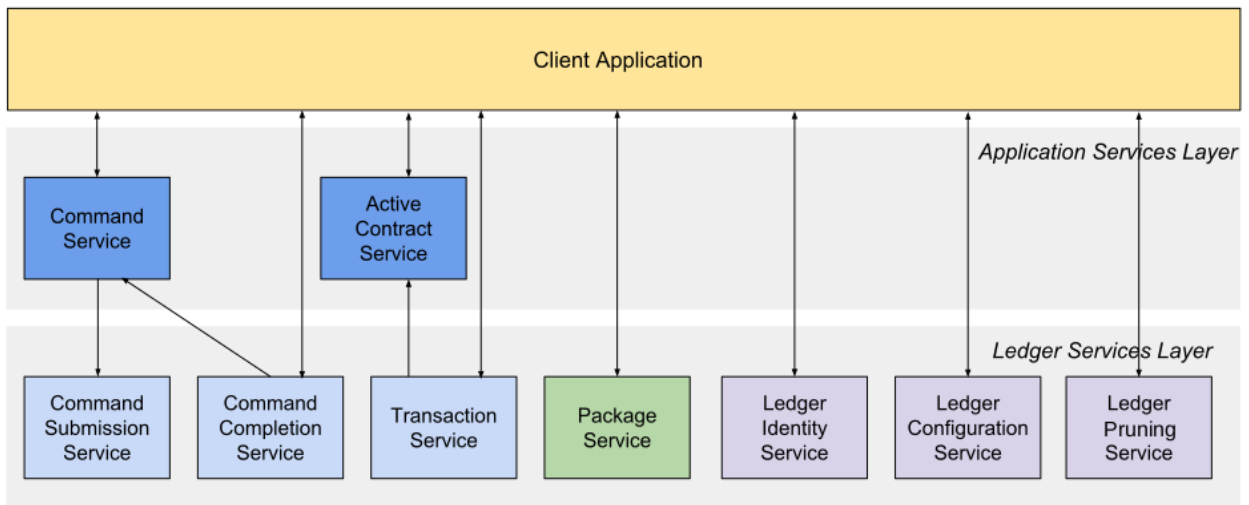 Client Application
Application Services Layer
Command
Service
Active
Contract
Service
Ledger Services Layer
Command
Submission
Service
Command
Completion
Service
Transaction
Service
Package
Service
Ledger
Identity
Service
Ledger
Configuration
Service
Ledger
Pruning
Service